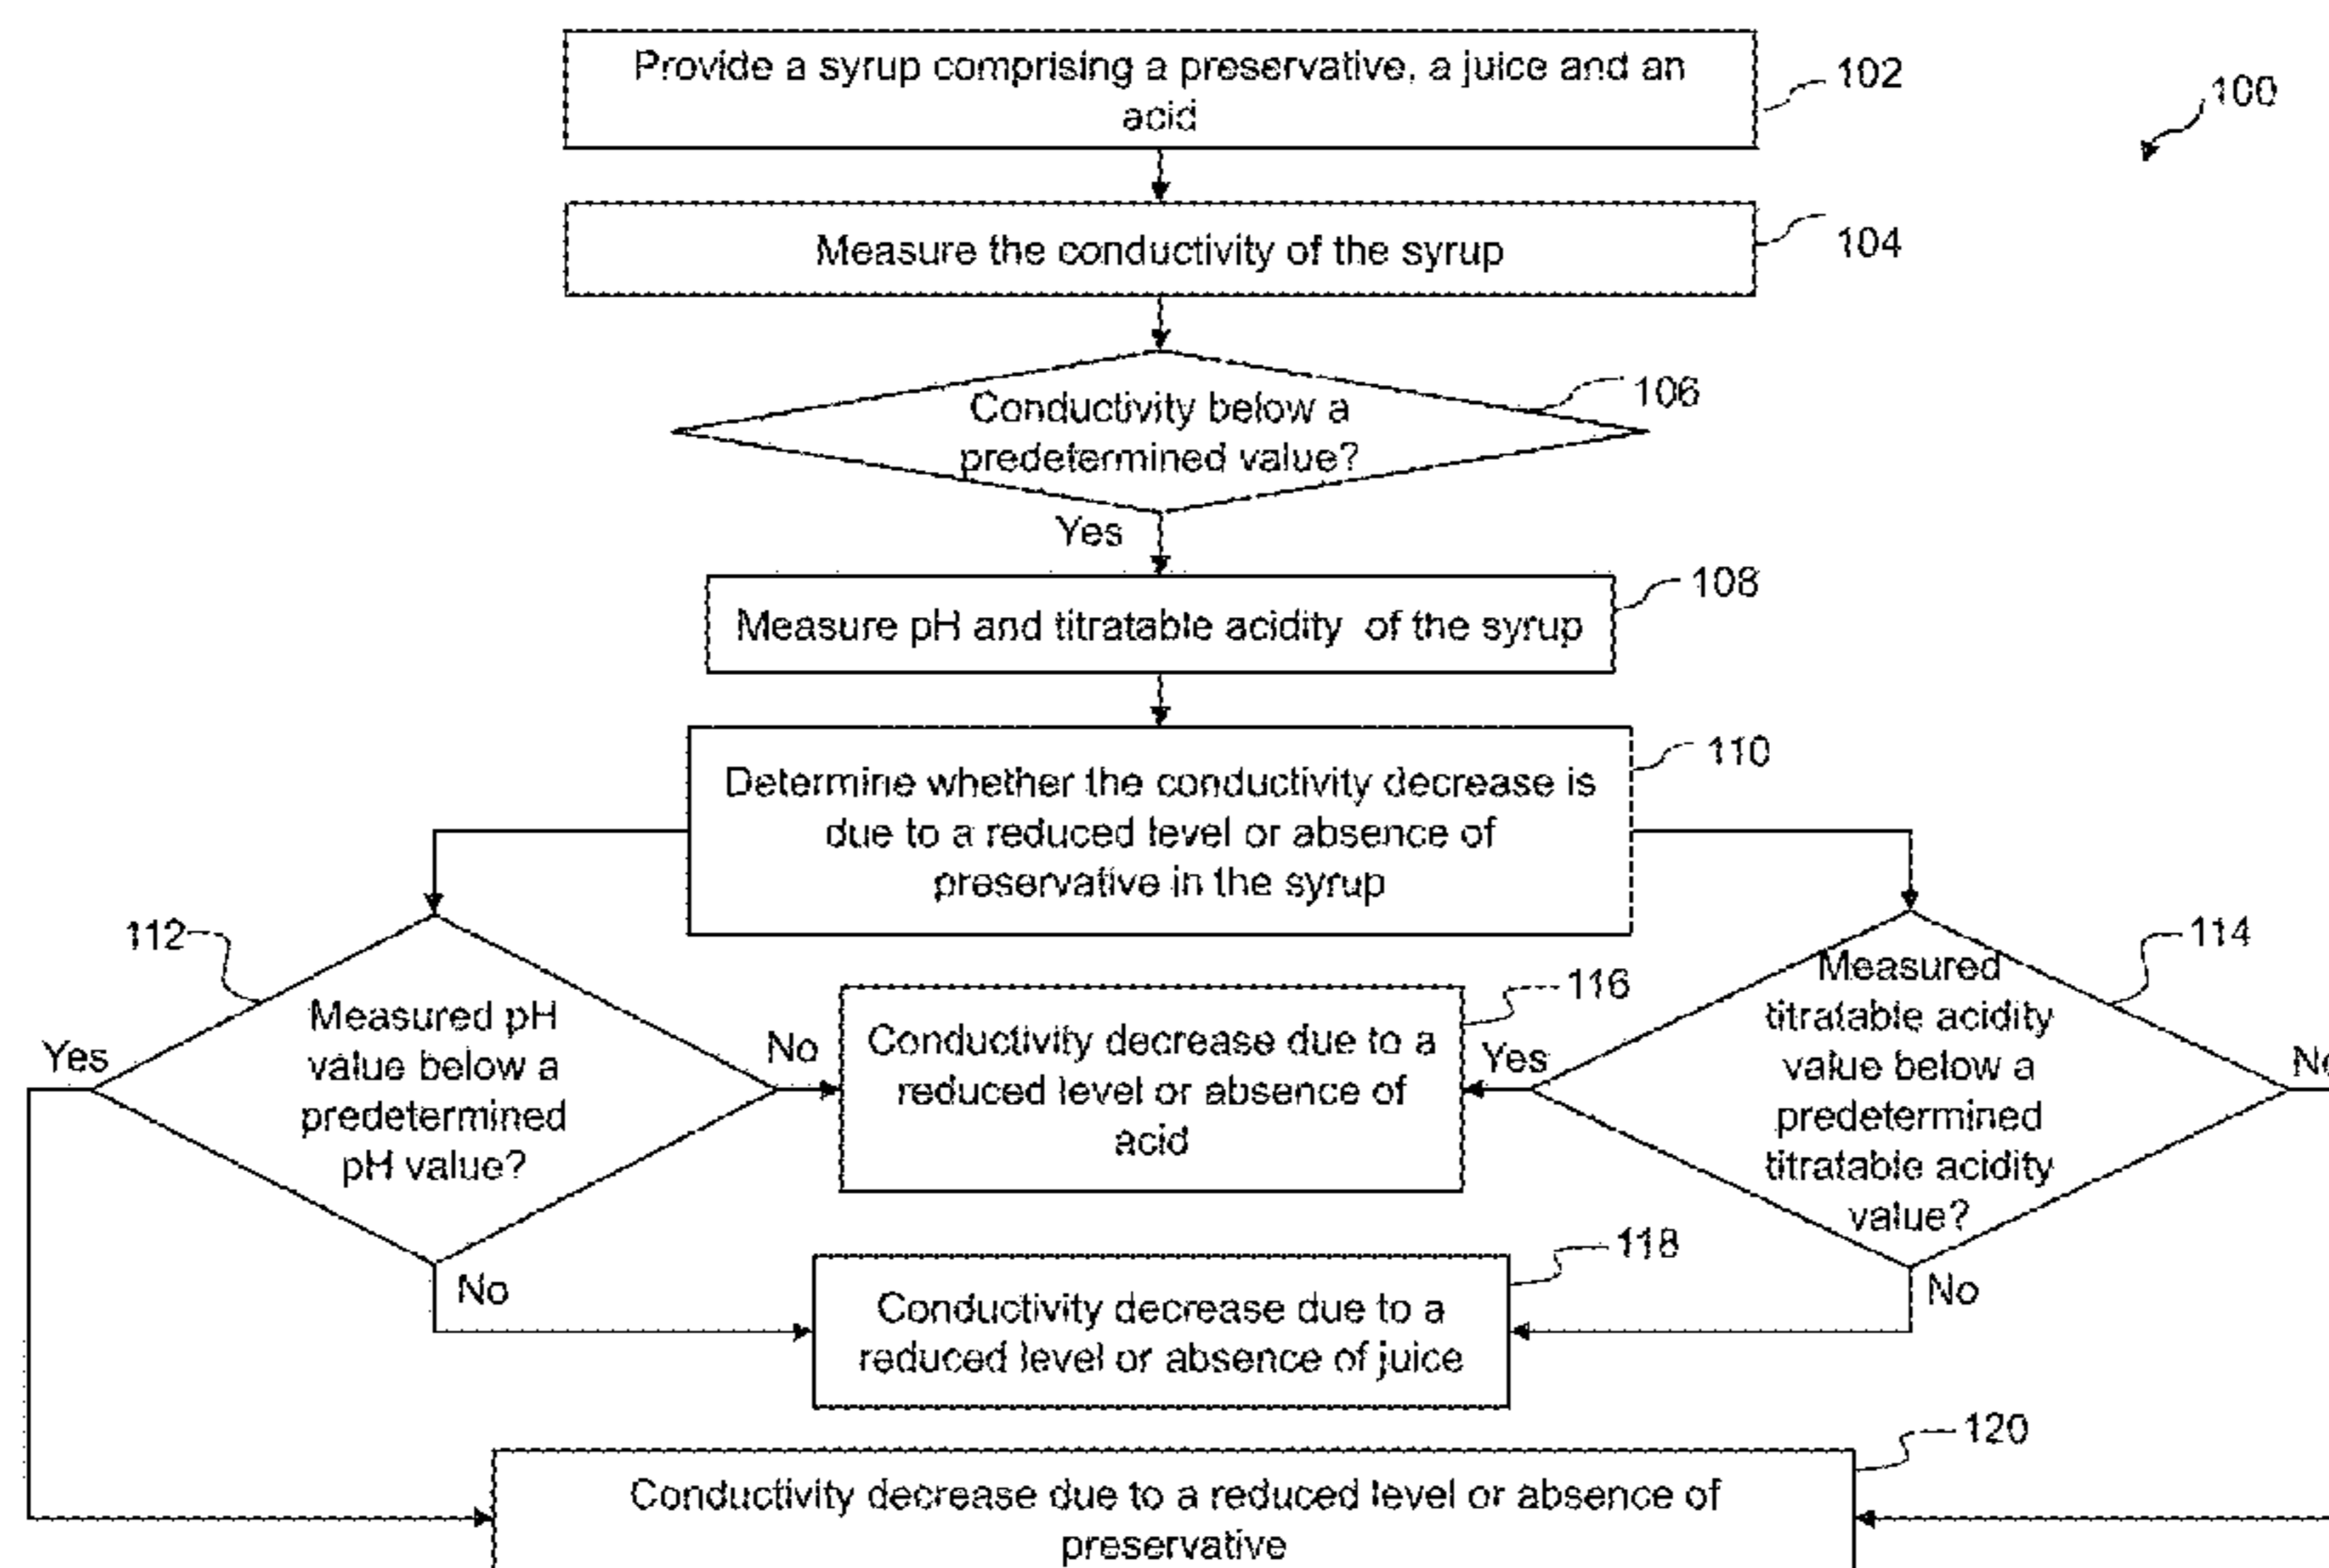 Provide a syrup comprising a preservative, a juice and an
acid
102
100
Measure the conductivity of the syrup
104
Conductivity below a
predetermined value?
106
Yes
Measure pH and titratable acidity of the syrup
108
Determine whether the conductivity decrease is
due to a reduced level or absence of
preservative in the syrup
110
112
Measured pH
value below a
predetermined
pH value?
Yes
No
No
Conductivity decrease due to a
reduced level or absence of
acid
116
Measured
titratable acidity
value below a
predetermined
titratable acidity
value?
114
Yes
No
Conductivity decrease due to a
reduced level or absence of juice
118
Conductivity decrease due to a reduced level or absence of
preservative
120